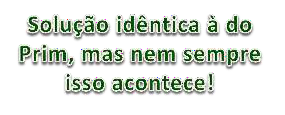 Solução idêntica à do
Prim, mas nem sempre
isso acontece!